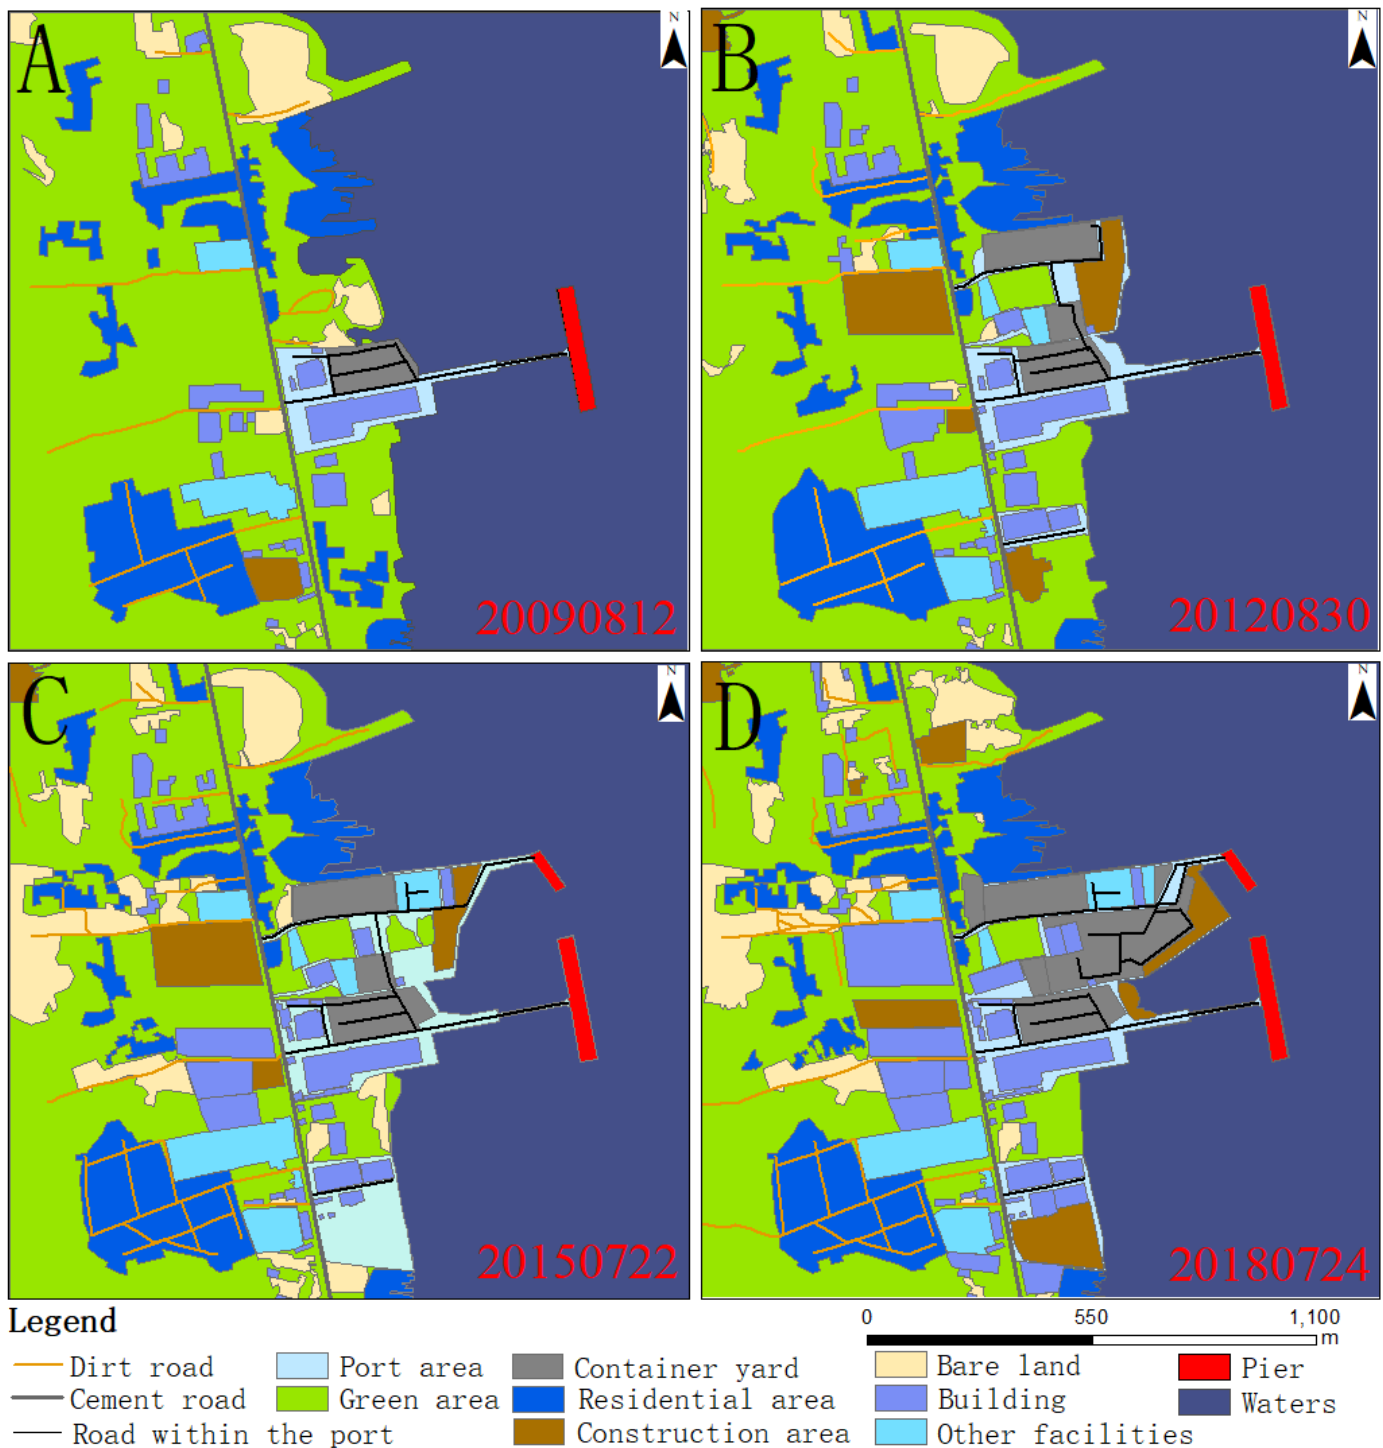 A
N
20090812
B
N
20120830
C
N
20150722
D
N
20180724
Legend
0 550 1,100
m
Dirt road
Port area
Container yard
Bare land
Pier
Cement road
Green area
Residential area
Building
Waters
Road within the port
Construction area
Other facilities